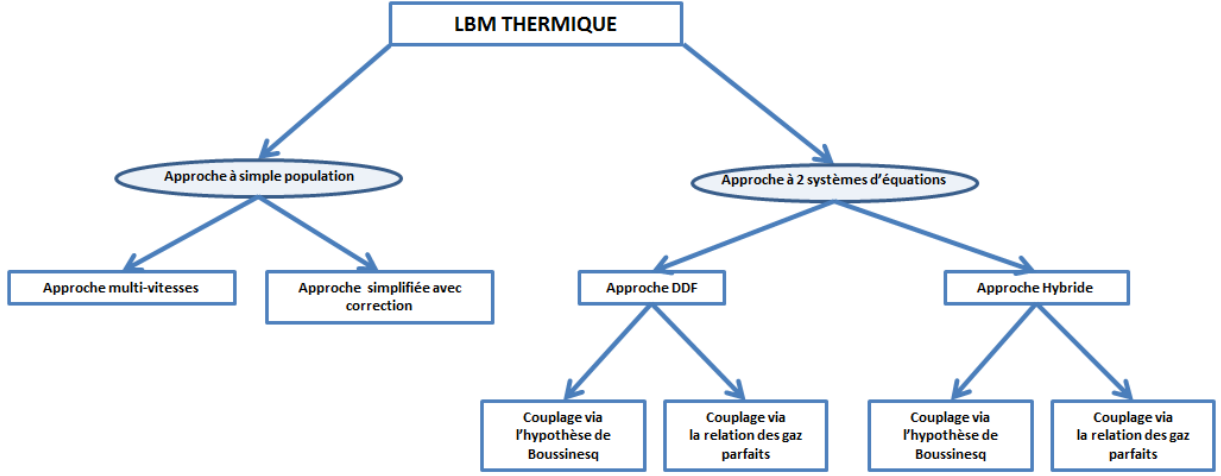 LBM THERMIQUE
Approche à simple population
Approche à 2 systèmes d'équations
Approche multi-vitesses
Approche simplifiée avec
correction
Approche DDF
Approche Hybride
Couplage via
l'hypothèse de
Boussinesq
Couplage via
la relation des gaz
parfaits
Couplage via
l'hypothèse de
Boussinesq
Couplage via
la relation des gaz
parfaits